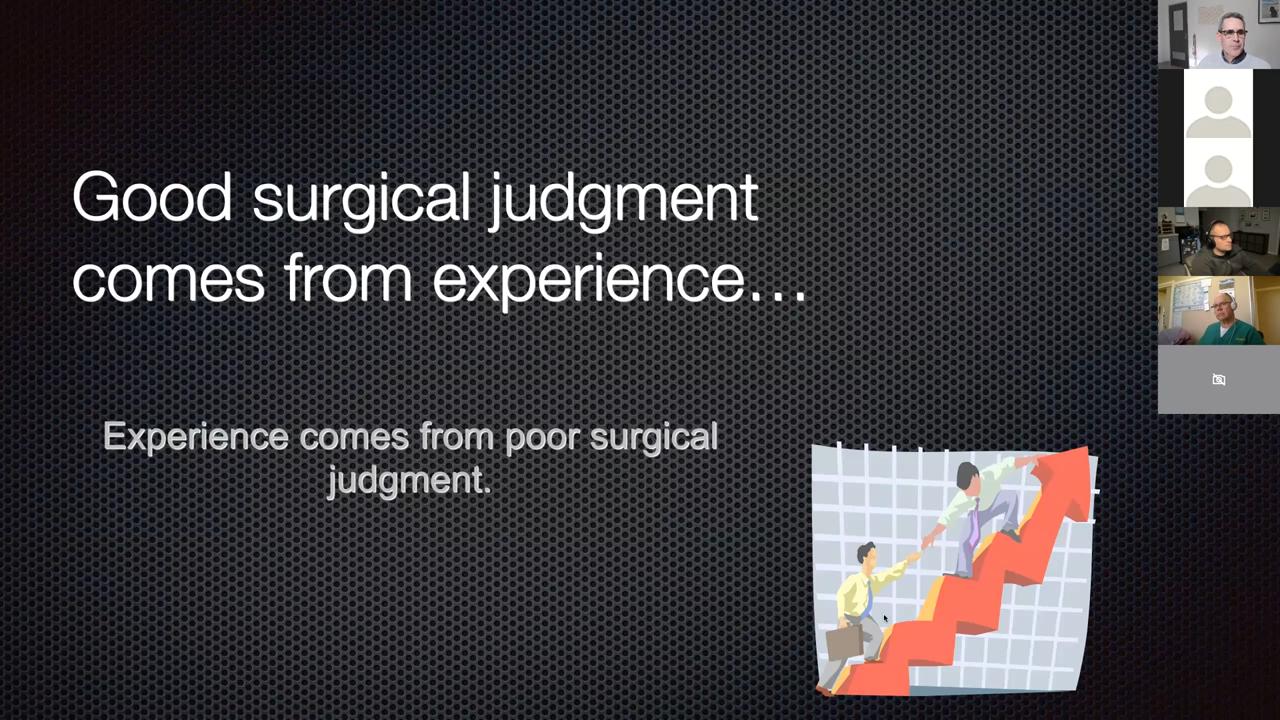 Good surgical judgment
comes from experience…
Experience comes from poor surgical
judgment.